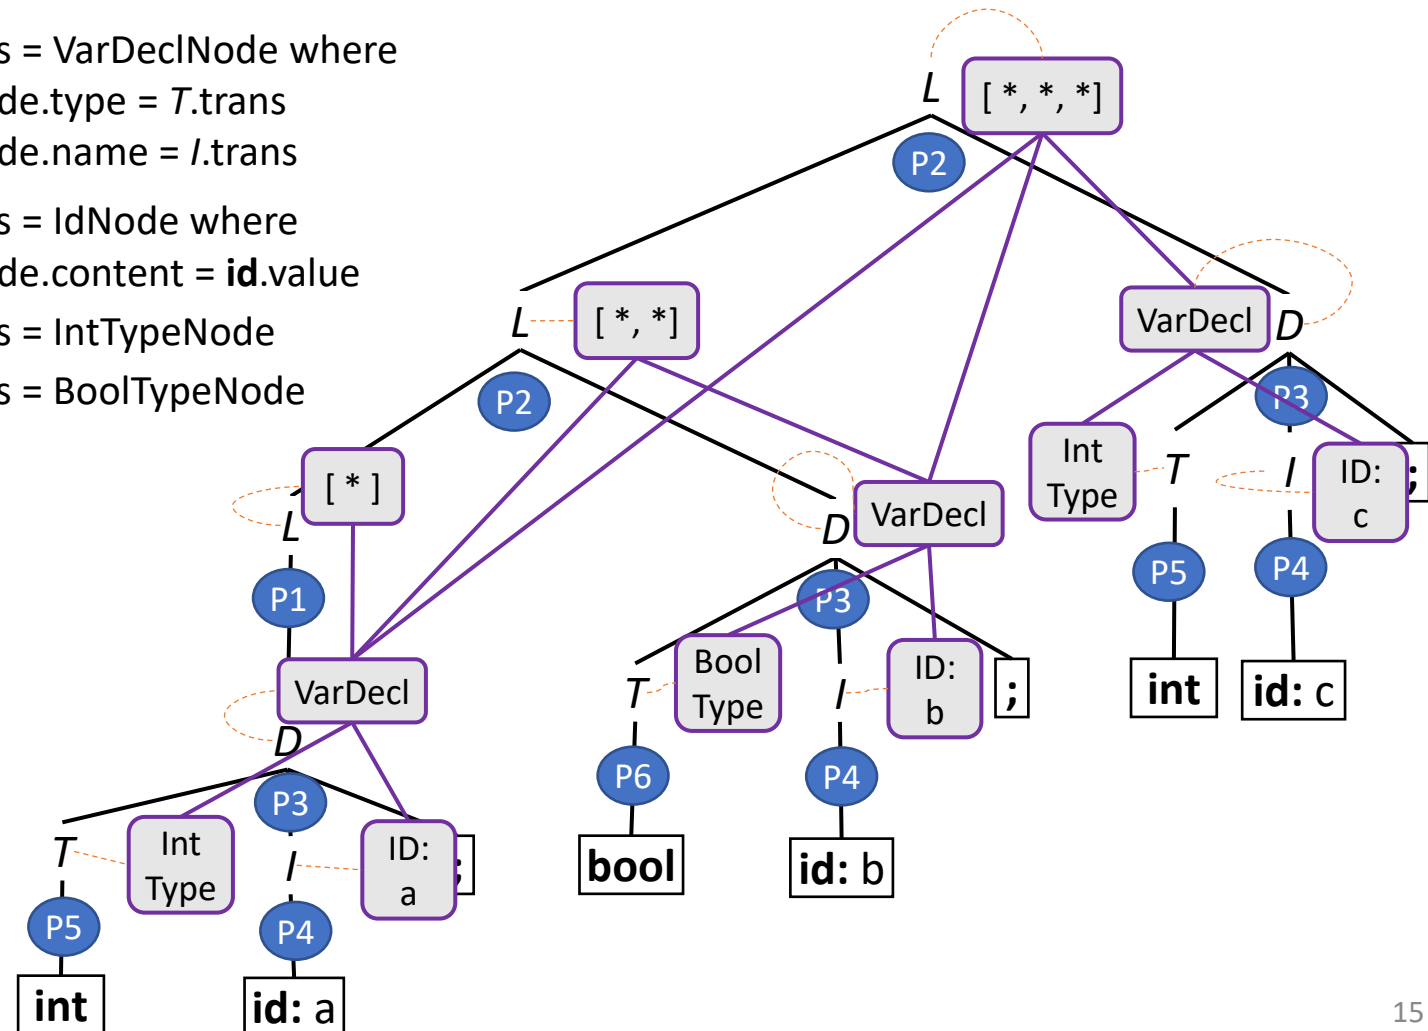 s = VarDeclNode where
de.type = T.trans
de.name = I.trans
s = IdNode where
de.content = id.value
s = IntTypeNode
s = BoolTypeNode
L [ *, *, *]
P2
L [ *, *]
VarDecl D
P2
P3
[ * ]
Int Type
T
I
ID: c
;
L
D VarDecl
P1
P3
P5
P4
VarDecl
T
Bool Type
I
ID: b
;
int
id: c
D
P3
P6
P4
T
Int Type
I
ID: a
;
bool
id: b
P5
P4
int
id: a
15